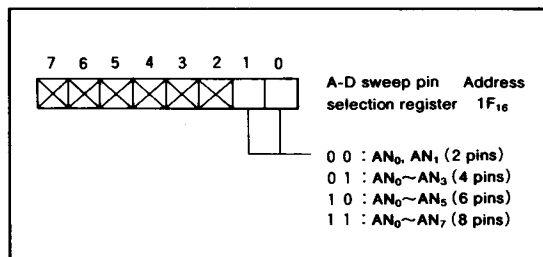 7 6 5 4 3 2 1 0
A-D sweep pin Address
selection register 1F₁₆
0 0 : AN₀, AN₁ (2 pins)
0 1 : AN₀～AN₃ (4 pins)
1 0 : AN₀～AN₅ (6 pins)
1 1 : AN₀～AN₇ (8 pins)